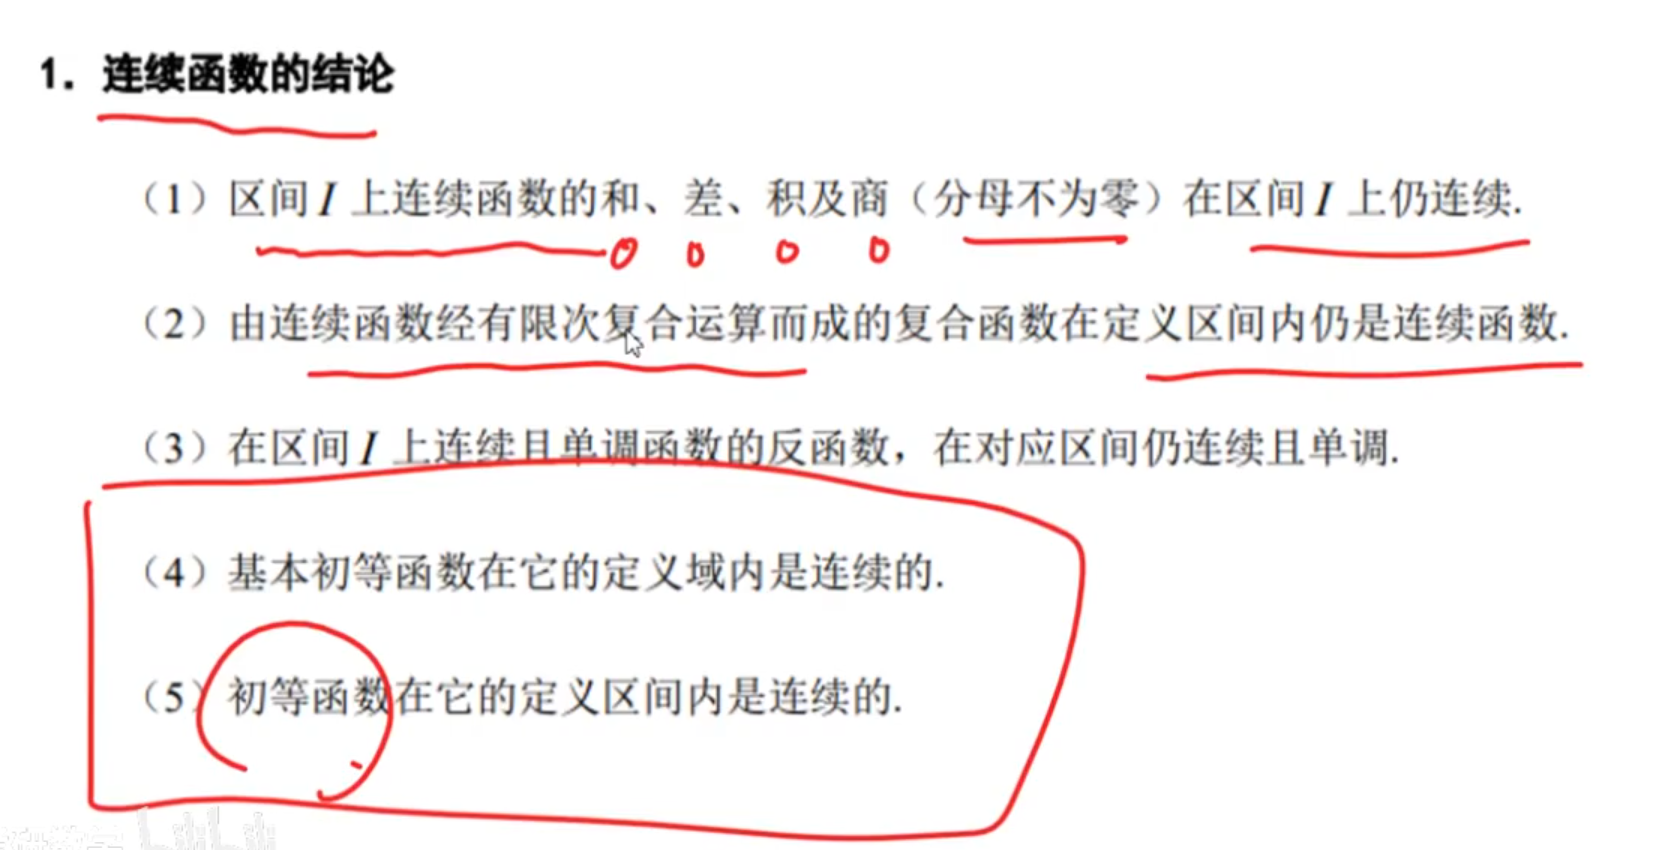 1. 连续函数的结论
（1）区间 I 上连续函数的和、差、积及商（分母不为零）在区间 I 上仍连续.
（2）由连续函数经有限次复合运算而成的复合函数在定义区间内仍是连续函数.
（3）在区间 I 上连续且单调函数的反函数，在对应区间仍连续且单调.
（4）基本初等函数在它的定义域内是连续的.
（5）初等函数在它的定义区间内是连续的.